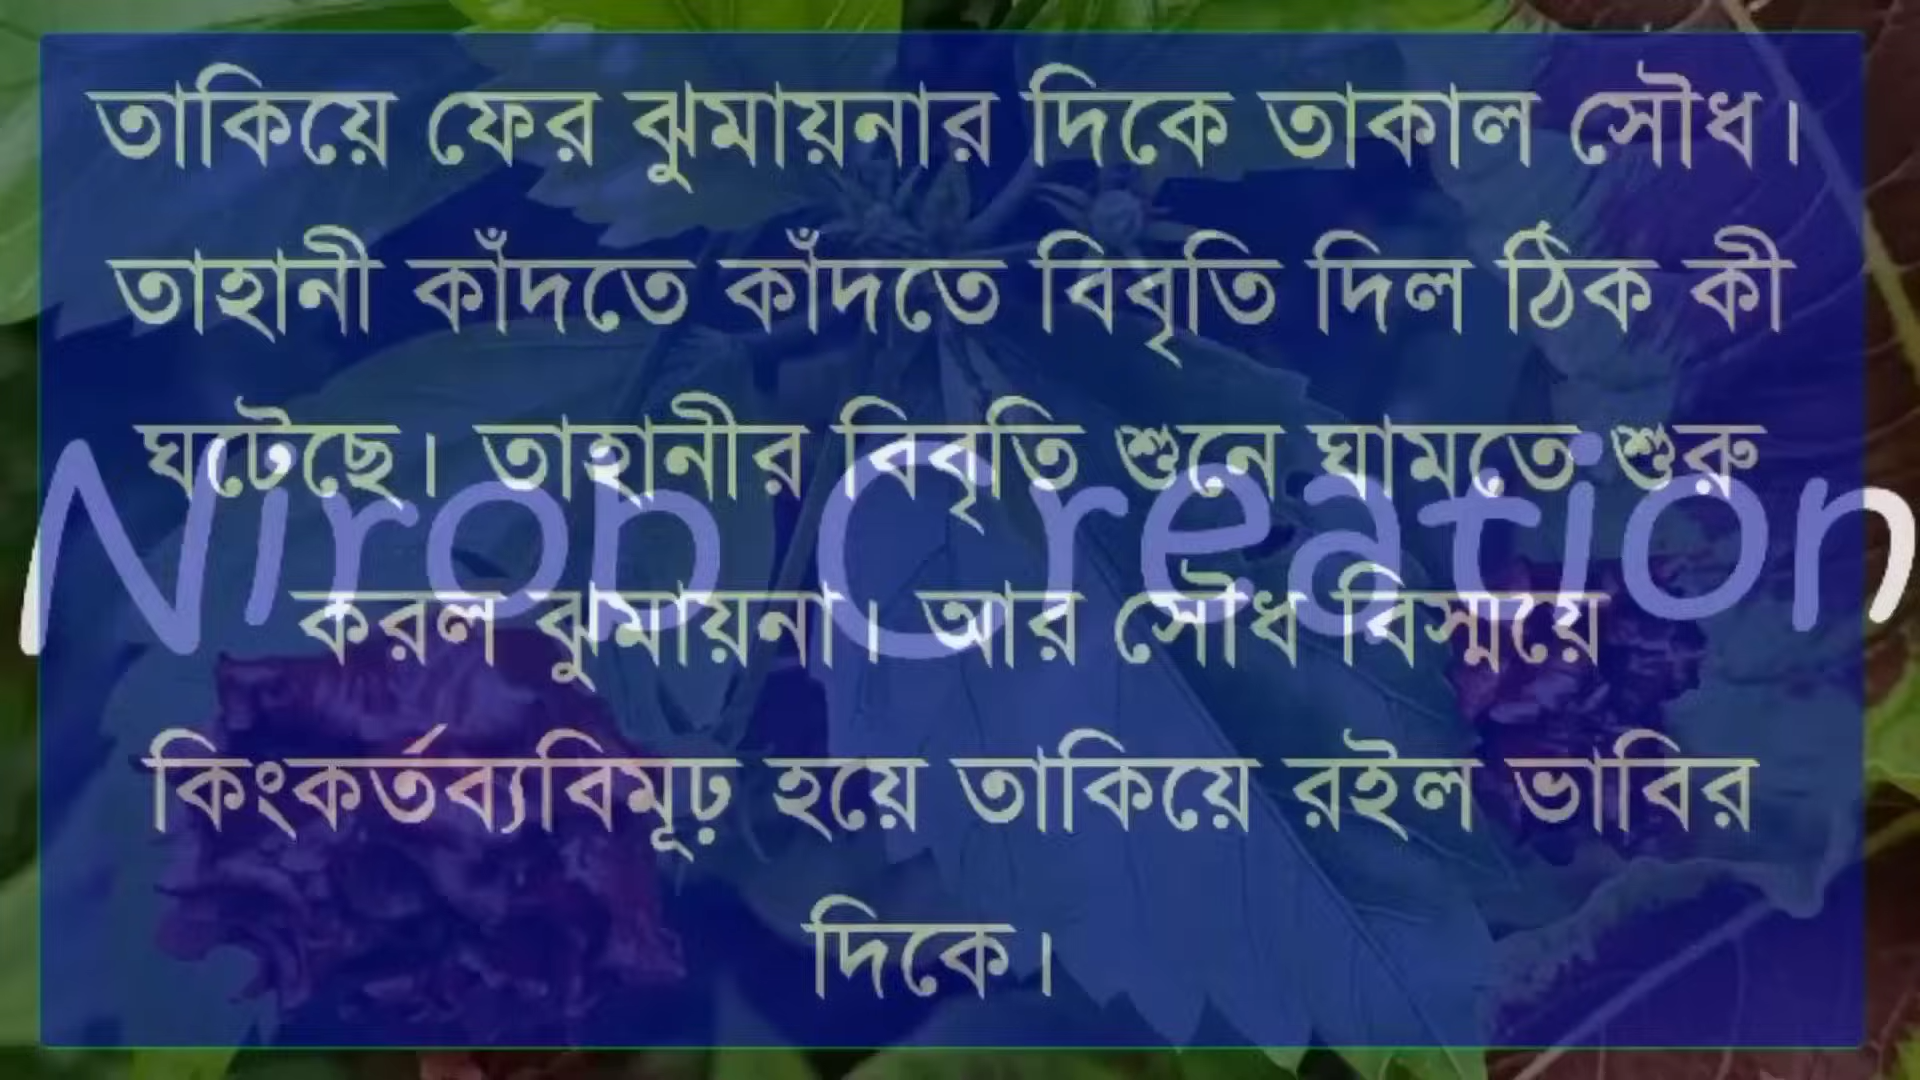 তাকিয়ে ফের ঝুমায়নার দিকে তাকাল সৌধ।
তাহানী কাঁদতে কাঁদতে বিবৃতি দিল ঠিক কী
ঘটেছে। তাহানীর বিবৃতি শুনে ঘামতে শুরু
Nirob Creation
করল ঝুমায়না। আর সৌধ বিস্ময়ে
কিংকর্তব্যবিমূঢ় হয়ে তাকিয়ে রইল ভাবির
দিকে।